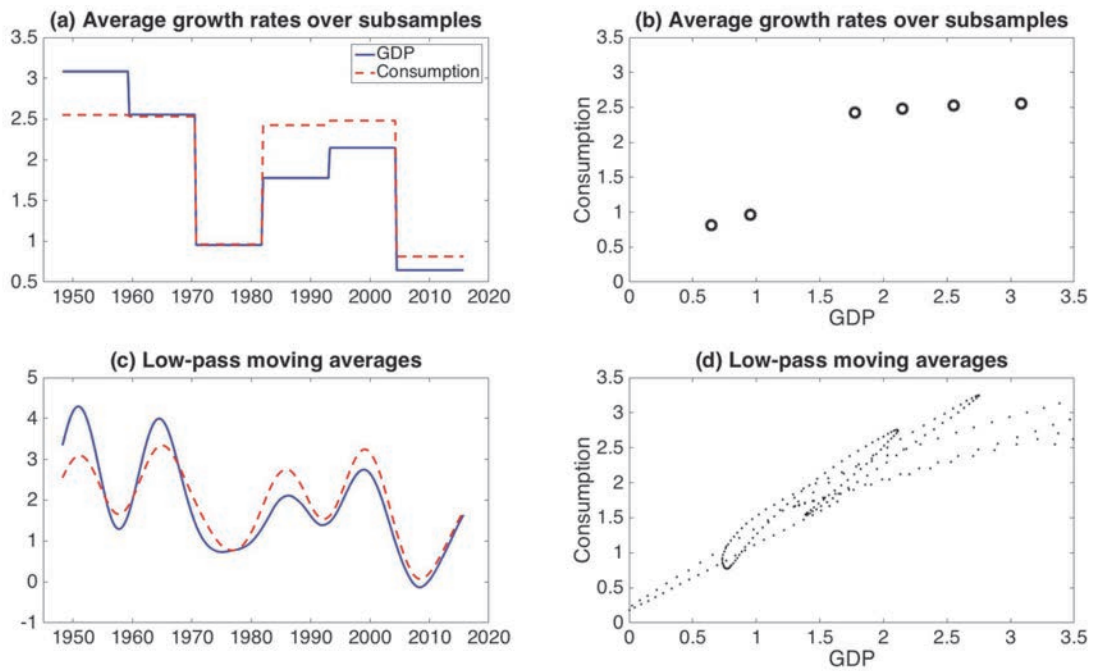 (a) Average growth rates over subsamples
3.5
3
2.5
2
1.5
1
0.5
1950 1960 1970 1980 1990 2000 2010 2020
GDP
Consumption
(b) Average growth rates over subsamples
3.5
3
2.5
2
1.5
1
0.5
0
Consumption
0 0.5 1 1.5 2 2.5 3 3.5
GDP
(c) Low-pass moving averages
5
4
3
2
1
0
-1
1950 1960 1970 1980 1990 2000 2010 2020
(d) Low-pass moving averages
3.5
3
2.5
2
1.5
1
0.5
0
Consumption
0 0.5 1 1.5 2 2.5 3 3.5
GDP